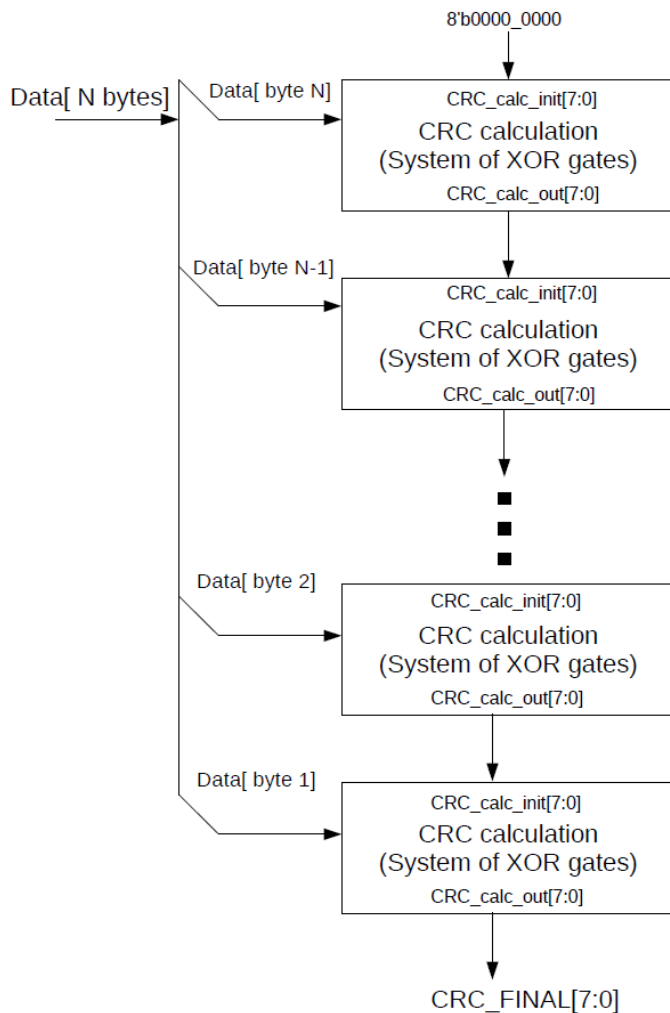 8'b0000_0000
Data[ N bytes]
Data[ byte N]
CRC_calc_init[7:0]
CRC calculation
(System of XOR gates)
CRC_calc_out[7:0]
Data[ byte N-1]
CRC_calc_init[7:0]
CRC calculation
(System of XOR gates)
CRC_calc_out[7:0]
Data[ byte 2]
CRC_calc_init[7:0]
CRC calculation
(System of XOR gates)
CRC_calc_out[7:0]
Data[ byte 1]
CRC_calc_init[7:0]
CRC calculation
(System of XOR gates)
CRC_calc_out[7:0]
CRC_FINAL[7:0]